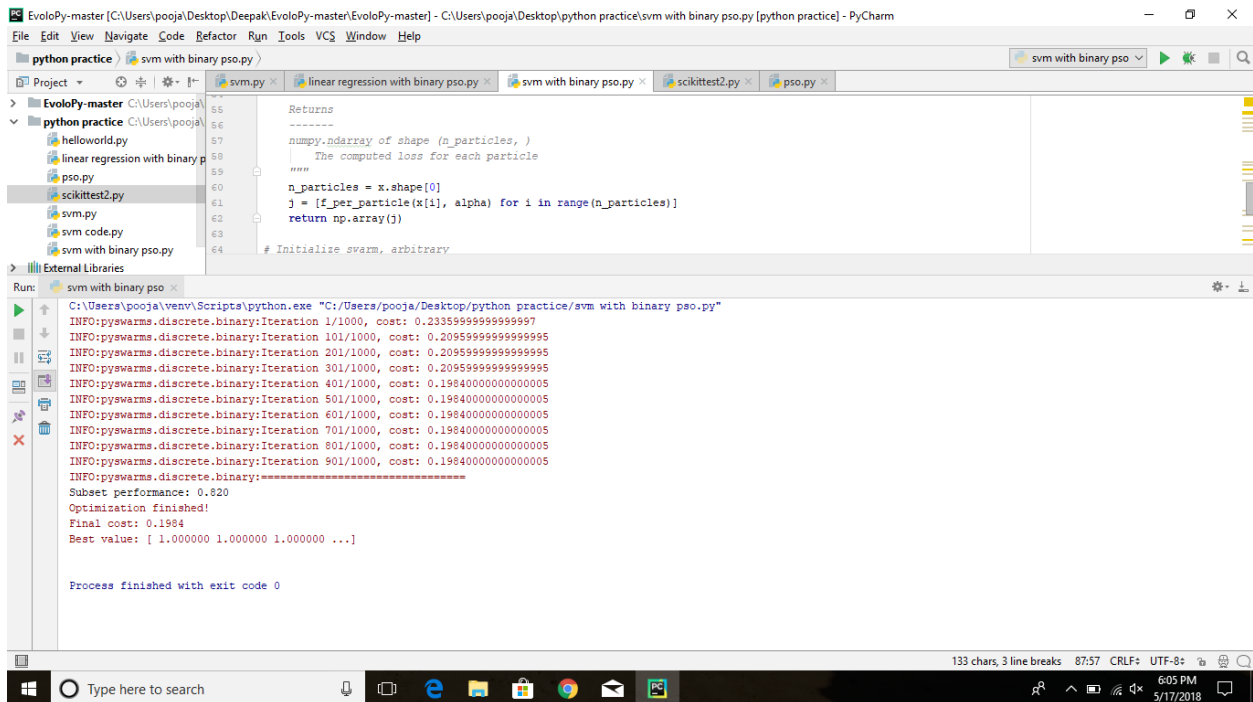 EvoloPy-master [C:\Users\pooja\Desktop\Deepak\EvoloPy-master\EvoloPy-master] - C:\Users\pooja\Desktop\python practice\svm with binary pso.py [python practice] - PyCharm
File Edit View Navigate Code Refactor Run Tools VCS Window Help
python practice svm with binary pso.py svm with binary pso
Project svm.py linear regression with binary pso.py svm with binary pso.py scikittest2.py pso.py
EvoloPy-master C:\Users\pooja\
python practice C:\Users\pooja\
helloworld.py
linear regression with binary p
pso.py
scikittest2.py
svm.py
svm code.py
svm with binary pso.py
External Libraries
55 Returns
56 -------
57 numpy.ndarray of shape (n_particles, )
58 The computed loss for each particle
59 """
60 n_particles = x.shape[0]
61 j = [f_per_particle(x[i], alpha) for i in range(n_particles)]
62 return np.array(j)
63
64 # Initialize swarm, arbitrary
Run: svm with binary pso
C:\Users\pooja\venv\Scripts\python.exe "C:/Users/pooja/Desktop/python practice/svm with binary pso.py"
INFO:pyswarms.discrete.binary:Iteration 1/1000, cost: 0.23359999999999997
INFO:pyswarms.discrete.binary:Iteration 101/1000, cost: 0.20959999999999995
INFO:pyswarms.discrete.binary:Iteration 201/1000, cost: 0.20959999999999995
INFO:pyswarms.discrete.binary:Iteration 301/1000, cost: 0.20959999999999995
INFO:pyswarms.discrete.binary:Iteration 401/1000, cost: 0.19840000000000005
INFO:pyswarms.discrete.binary:Iteration 501/1000, cost: 0.19840000000000005
INFO:pyswarms.discrete.binary:Iteration 601/1000, cost: 0.19840000000000005
INFO:pyswarms.discrete.binary:Iteration 701/1000, cost: 0.19840000000000005
INFO:pyswarms.discrete.binary:Iteration 801/1000, cost: 0.19840000000000005
INFO:pyswarms.discrete.binary:Iteration 901/1000, cost: 0.19840000000000005
INFO:pyswarms.discrete.binary:================================
Subset performance: 0.820
Optimization finished!
Final cost: 0.1984
Best value: [ 1.000000 1.000000 1.000000 ...]
Process finished with exit code 0
133 chars, 3 line breaks 87:57 CRLF UTF-8
Type here to search
6:05 PM
5/17/2018